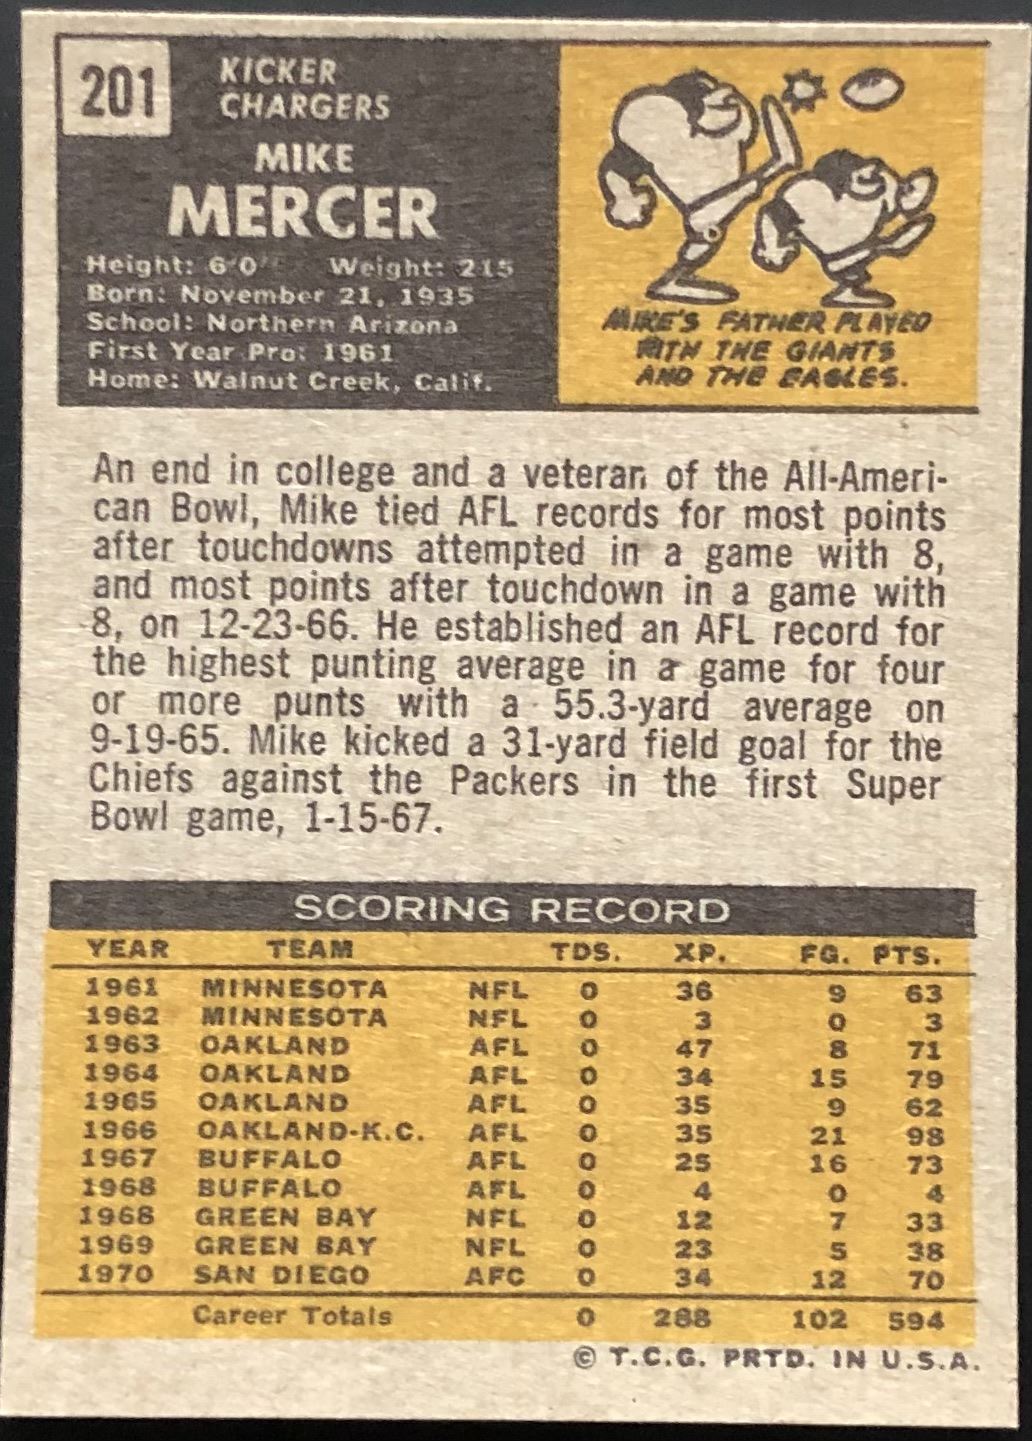 201
KICKER
CHARGERS
MIKE
MERCER
Height: 6'0" Weight: 215
Born: November 21, 1935
School: Northern Arizona
First Year Pro: 1961
Home: Walnut Creek, Calif.
MIKE'S FATHER PLAYED
WITH THE GIANTS
AND THE EAGLES.
An end in college and a veteran of the All-Ameri-
can Bowl, Mike tied AFL records for most points
after touchdowns attempted in a game with 8,
and most points after touchdown in a game with
8, on 12-23-66. He established an AFL record for
the highest punting average in a game for four
or more punts with a 55.3-yard average on
9-19-65. Mike kicked a 31-yard field goal for the
Chiefs against the Packers in the first Super
Bowl game, 1-15-67.
SCORING RECORD
YEAR TEAM TDS. XP. FG. PTS.
1961 MINNESOTA NFL 0 36 9 63
1962 MINNESOTA NFL 0 3 0 3
1963 OAKLAND AFL 0 47 8 71
1964 OAKLAND AFL 0 34 15 79
1965 OAKLAND AFL 0 35 9 62
1966 OAKLAND-K.C. AFL 0 35 21 98
1967 BUFFALO AFL 0 25 16 73
1968 BUFFALO AFL 0 4 0 4
1968 GREEN BAY NFL 0 12 7 33
1969 GREEN BAY NFL 0 23 5 38
1970 SAN DIEGO AFC 0 34 12 70
Career Totals 0 288 102 594
© T.C.G. PRTD. IN U.S.A.